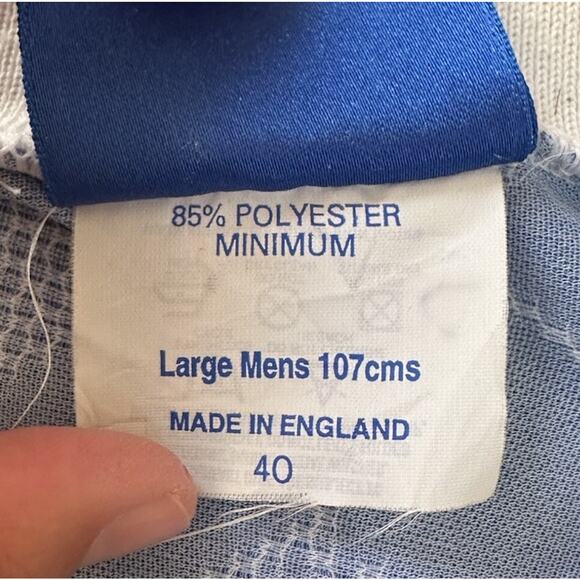 85% POLYESTER
MINIMUM
Large Mens 107cms
MADE IN ENGLAND
40